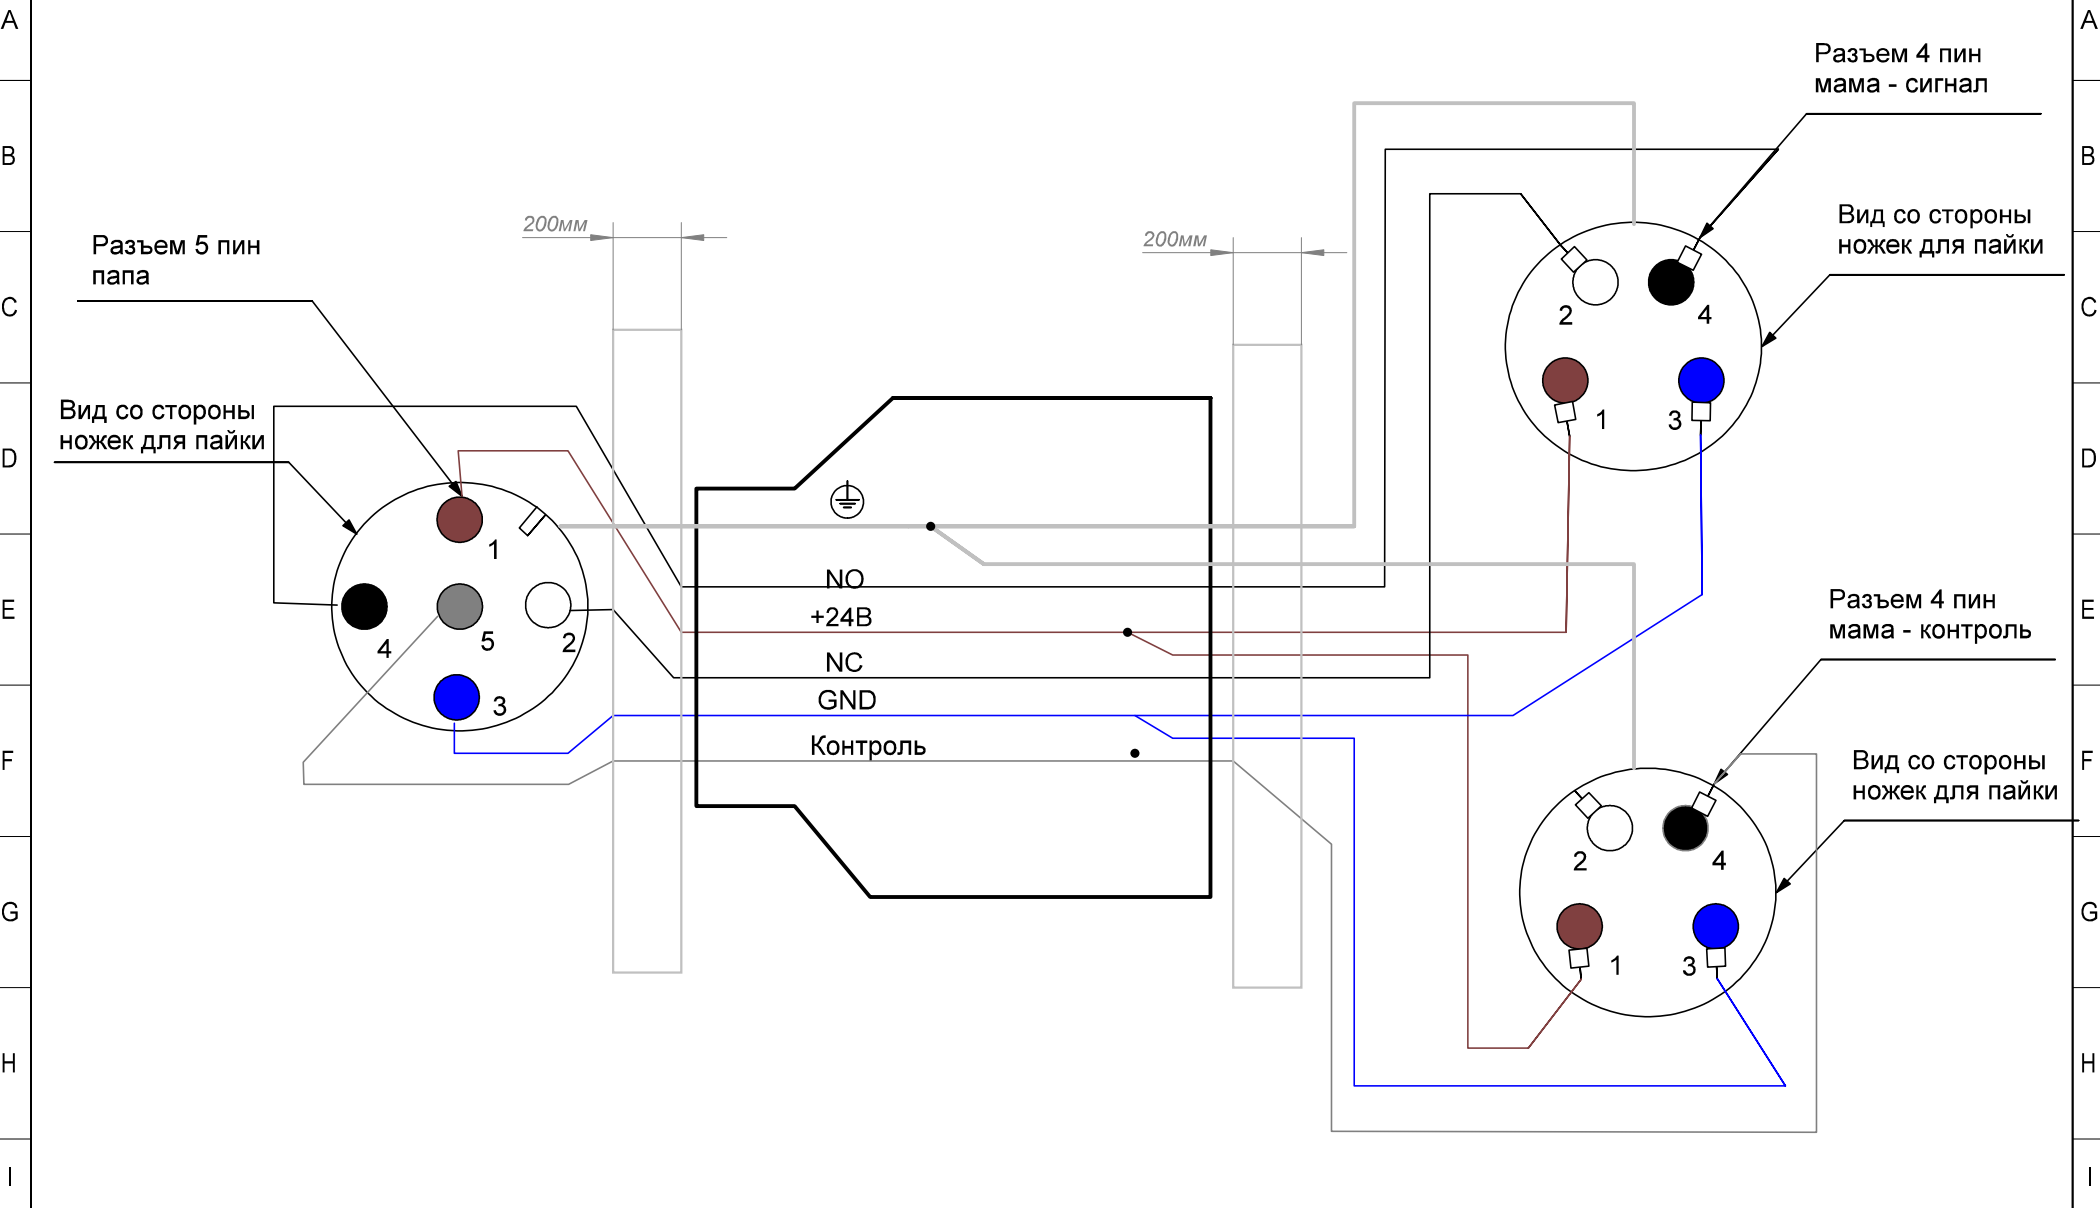 A
A
Разъем 4 пин
мама - сигнал
B
B
Вид со стороны
ножек для пайки
200мм
200мм
Разъем 5 пин
папа
C
C
2
4
Вид со стороны
ножек для пайки
1
3
D
D
1
NO
Разъем 4 пин
мама - контроль
E
E
+24В
4
5
2
NC
GND
3
Контроль
F
F
Вид со стороны
ножек для пайки
2
4
G
G
1
3
H
H
I
I